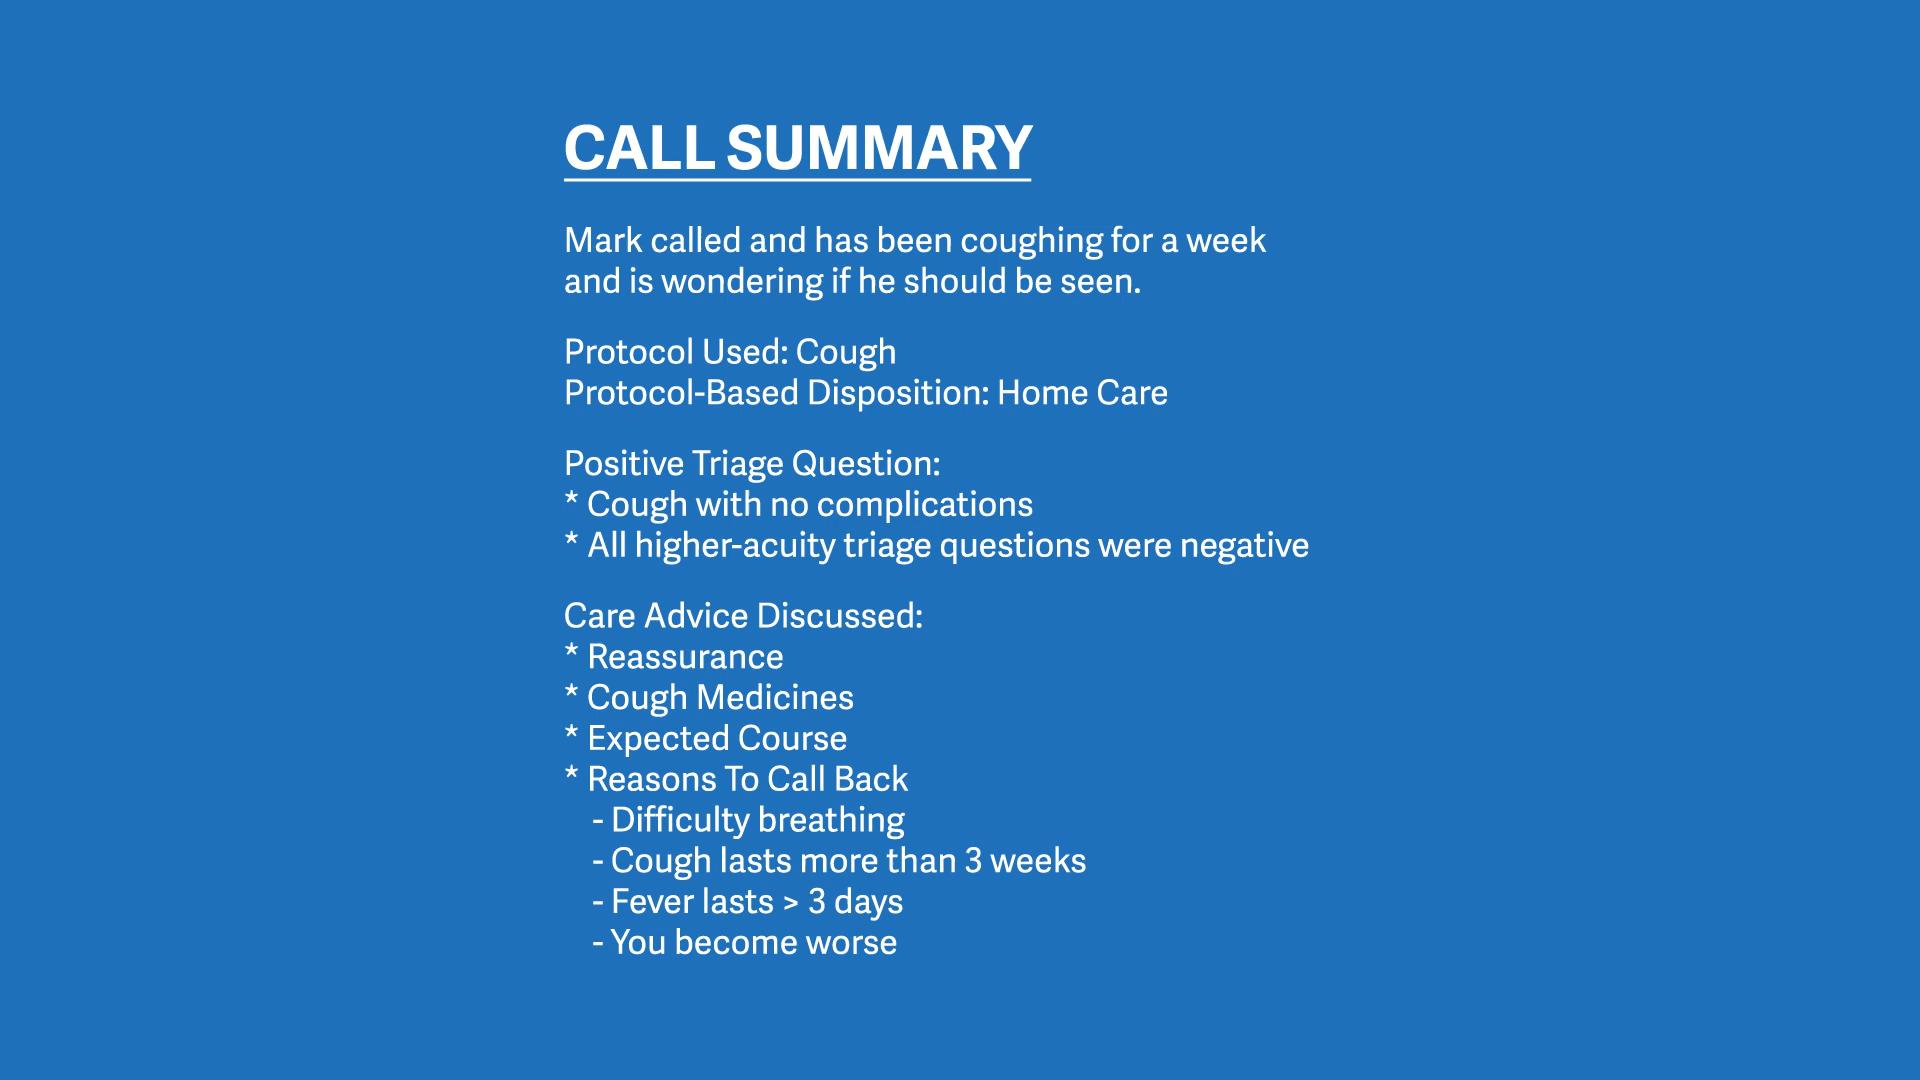 CALL SUMMARY
Mark called and has been coughing for a week
and is wondering if he should be seen.
Protocol Used: Cough
Protocol-Based Disposition: Home Care
Positive Triage Question:
* Cough with no complications
* All higher-acuity triage questions were negative
Care Advice Discussed:
* Reassurance
* Cough Medicines
* Expected Course
* Reasons To Call Back
- Difficulty breathing
- Cough lasts more than 3 weeks
- Fever lasts > 3 days
- You become worse